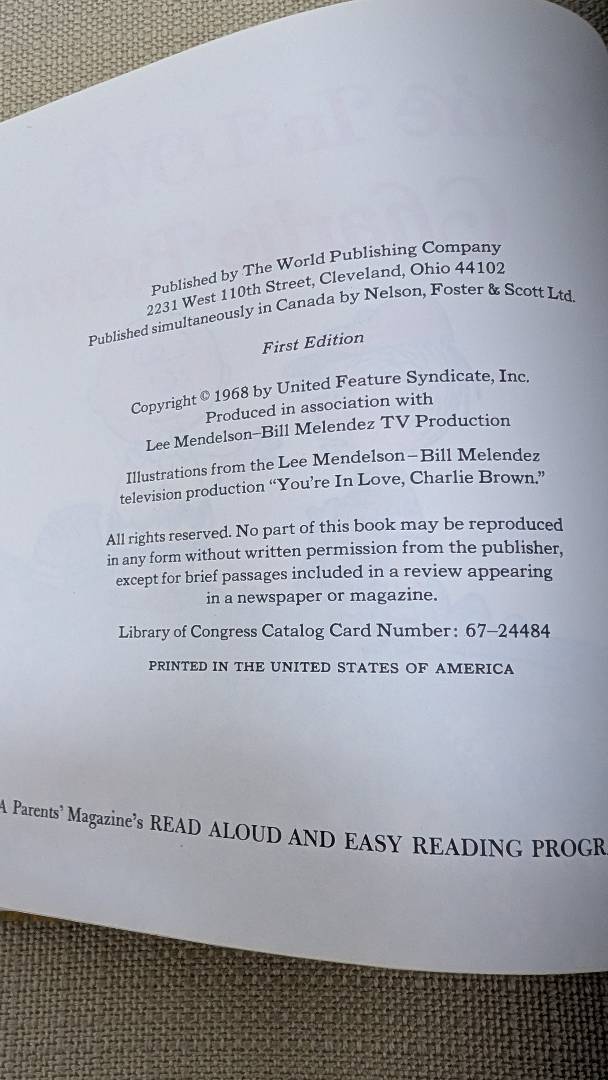 Published by The World Publishing Company
2231 West 110th Street, Cleveland, Ohio 44102
Published simultaneously in Canada by Nelson, Foster & Scott Ltd.
First Edition
Copyright © 1968 by United Feature Syndicate, Inc.
Produced in association with
Lee Mendelson–Bill Melendez TV Production
Illustrations from the Lee Mendelson–Bill Melendez
television production “You’re In Love, Charlie Brown.”
All rights reserved. No part of this book may be reproduced
in any form without written permission from the publisher,
except for brief passages included in a review appearing
in a newspaper or magazine.
Library of Congress Catalog Card Number: 67–24484
PRINTED IN THE UNITED STATES OF AMERICA
A Parents’ Magazine’s READ ALOUD AND EASY READING PROGR